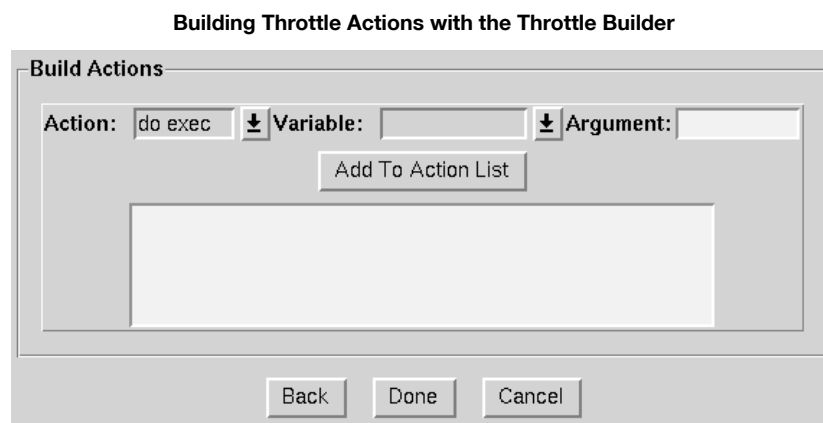 Building Throttle Actions with the Throttle Builder
Build Actions
Action: do exec Variable: Argument:
Add To Action List
Back Done Cancel